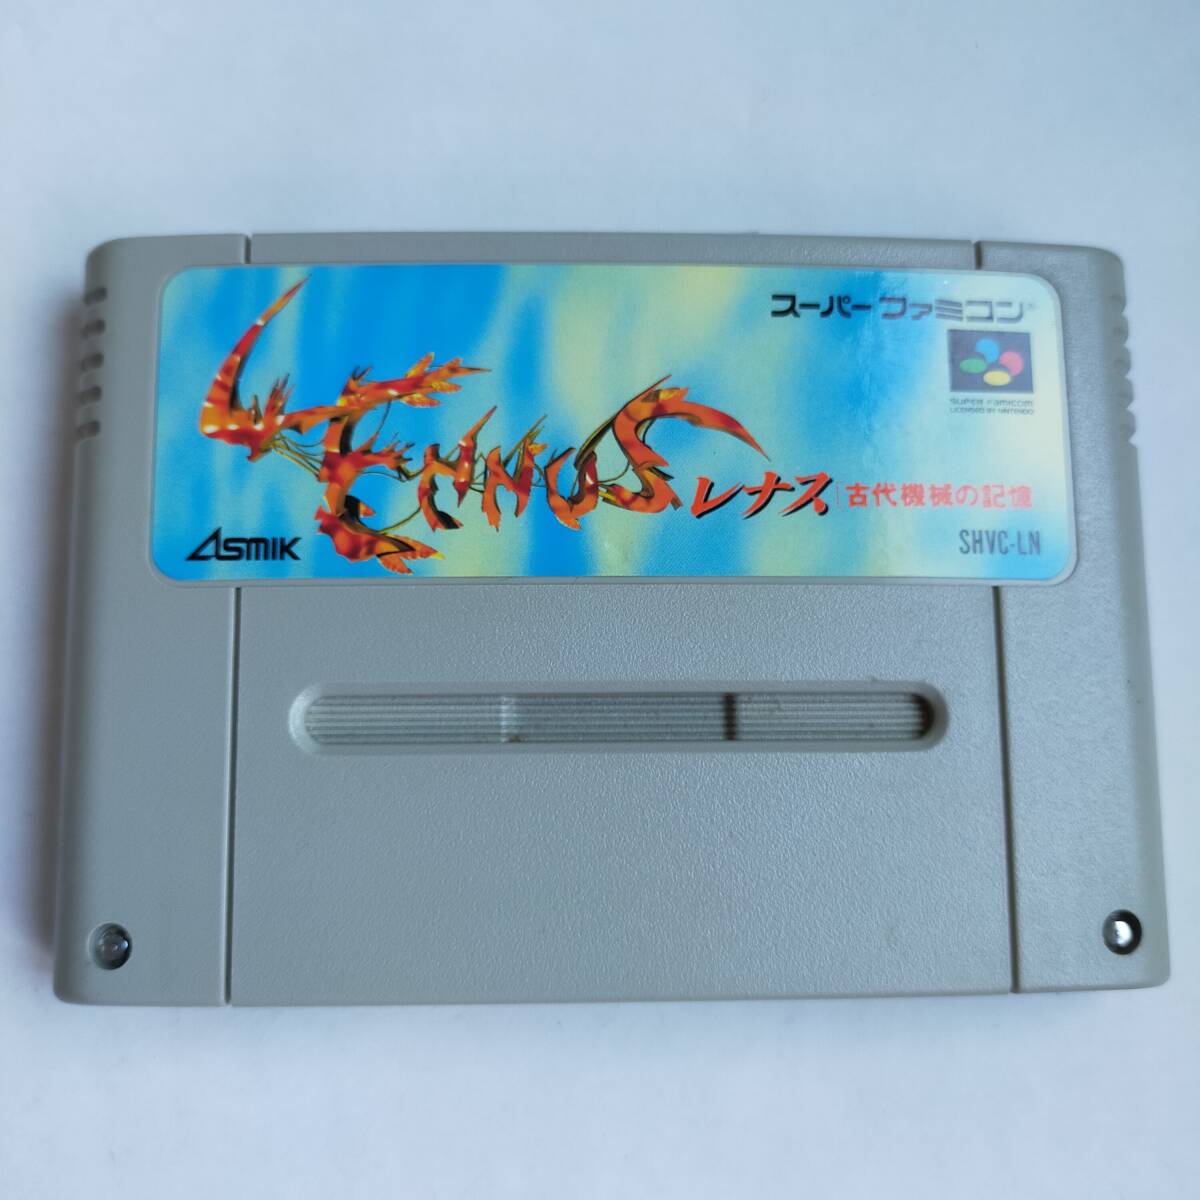 スーパーファミコン®
SUPER FAMICOM
LICENSED BY NINTENDO
LENNUS
レナス 古代機械の記憶
ASMIK
SHVC-LN